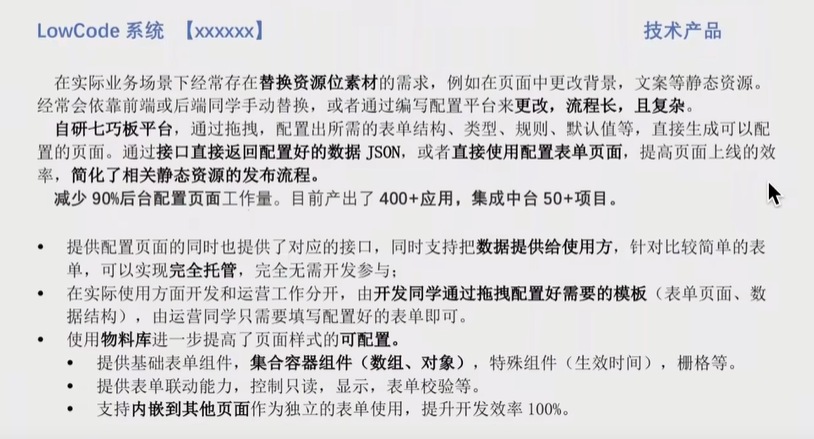 LowCode 系统 【xxxxxx】 技术产品
在实际业务场景下经常存在替换资源位素材的需求，例如在页面中更改背景，文案等静态资源。
经常会依靠前端或后端同学手动替换，或者通过编写配置平台来更改，流程长，且复杂。
自研七巧板平台，通过拖拽，配置出所需的表单结构、类型、规则、默认值等，直接生成可以配
置的页面。通过接口直接返回配置好的数据 JSON，或者直接使用配置表单页面，提高页面上线的效
率，简化了相关静态资源的发布流程。
减少 90%后台配置页面工作量。目前产出了 400+应用，集成中台 50+项目。
• 提供配置页面的同时也提供了对应的接口，同时支持把数据提供给使用方，针对比较简单的表
单，可以实现完全托管，完全无需开发参与；
• 在实际使用方面开发和运营工作分开，由开发同学通过拖拽配置好需要的模板（表单页面、数
据结构），由运营同学只需要填写配置好的表单即可。
• 使用物料库进一步提高了页面样式的可配置。
• 提供基础表单组件，集合容器组件（数组、对象），特殊组件（生效时间），栅格等。
• 提供表单联动能力，控制只读，显示，表单校验等。
• 支持内嵌到其他页面作为独立的表单使用，提升开发效率 100%。